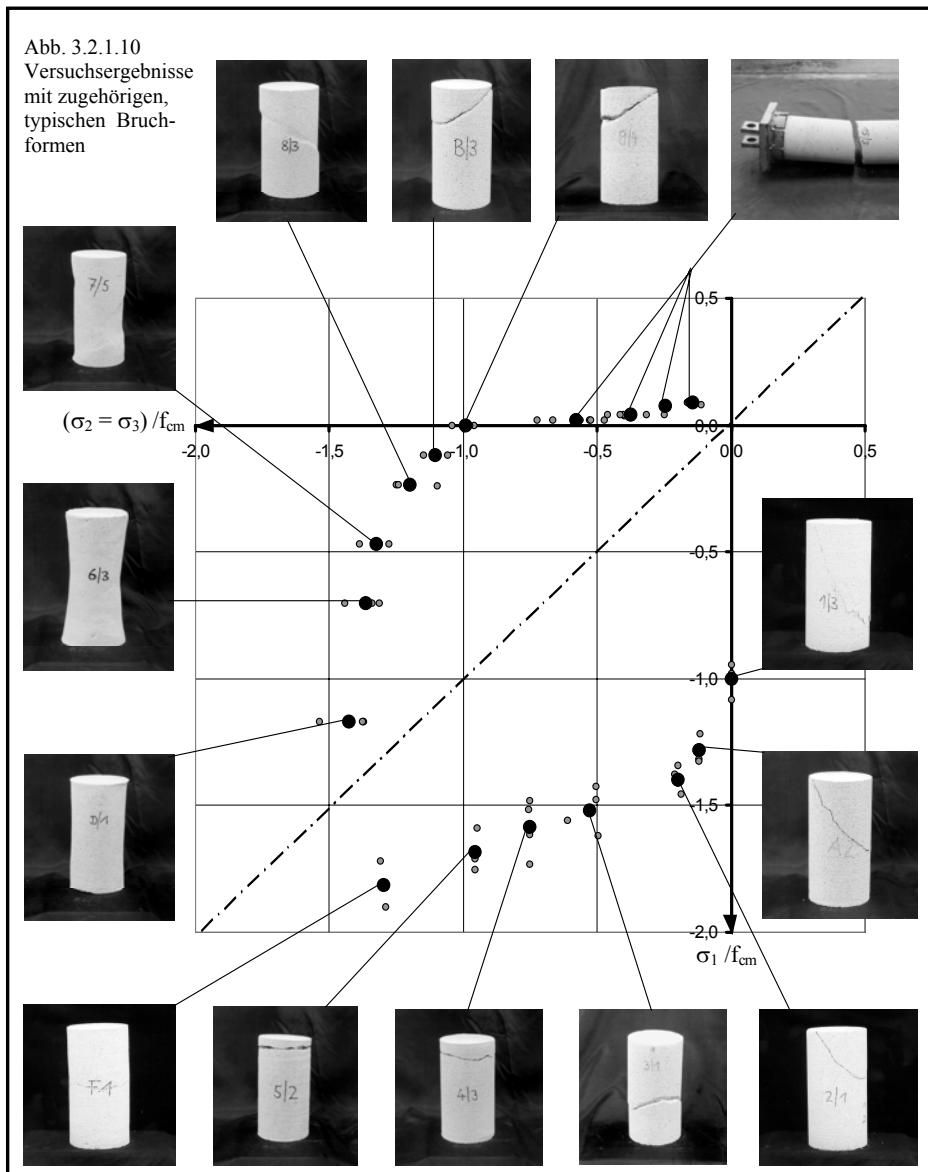 Abb. 3.2.1.10
Versuchsergebnisse
mit zugehörigen,
typischen Bruch-
formen
8/3
B/3
7/5
0,5
(σ₂ = σ₃) /fcm
0,0
-2,0 -1,5 -1,0 -0,5 0,0 0,5
6/3
-0,5
1/3
-1,0
D/1
-1,5
A2
-2,0
σ₁ /fcm
F1
5/2
4/3
3/1
2/1